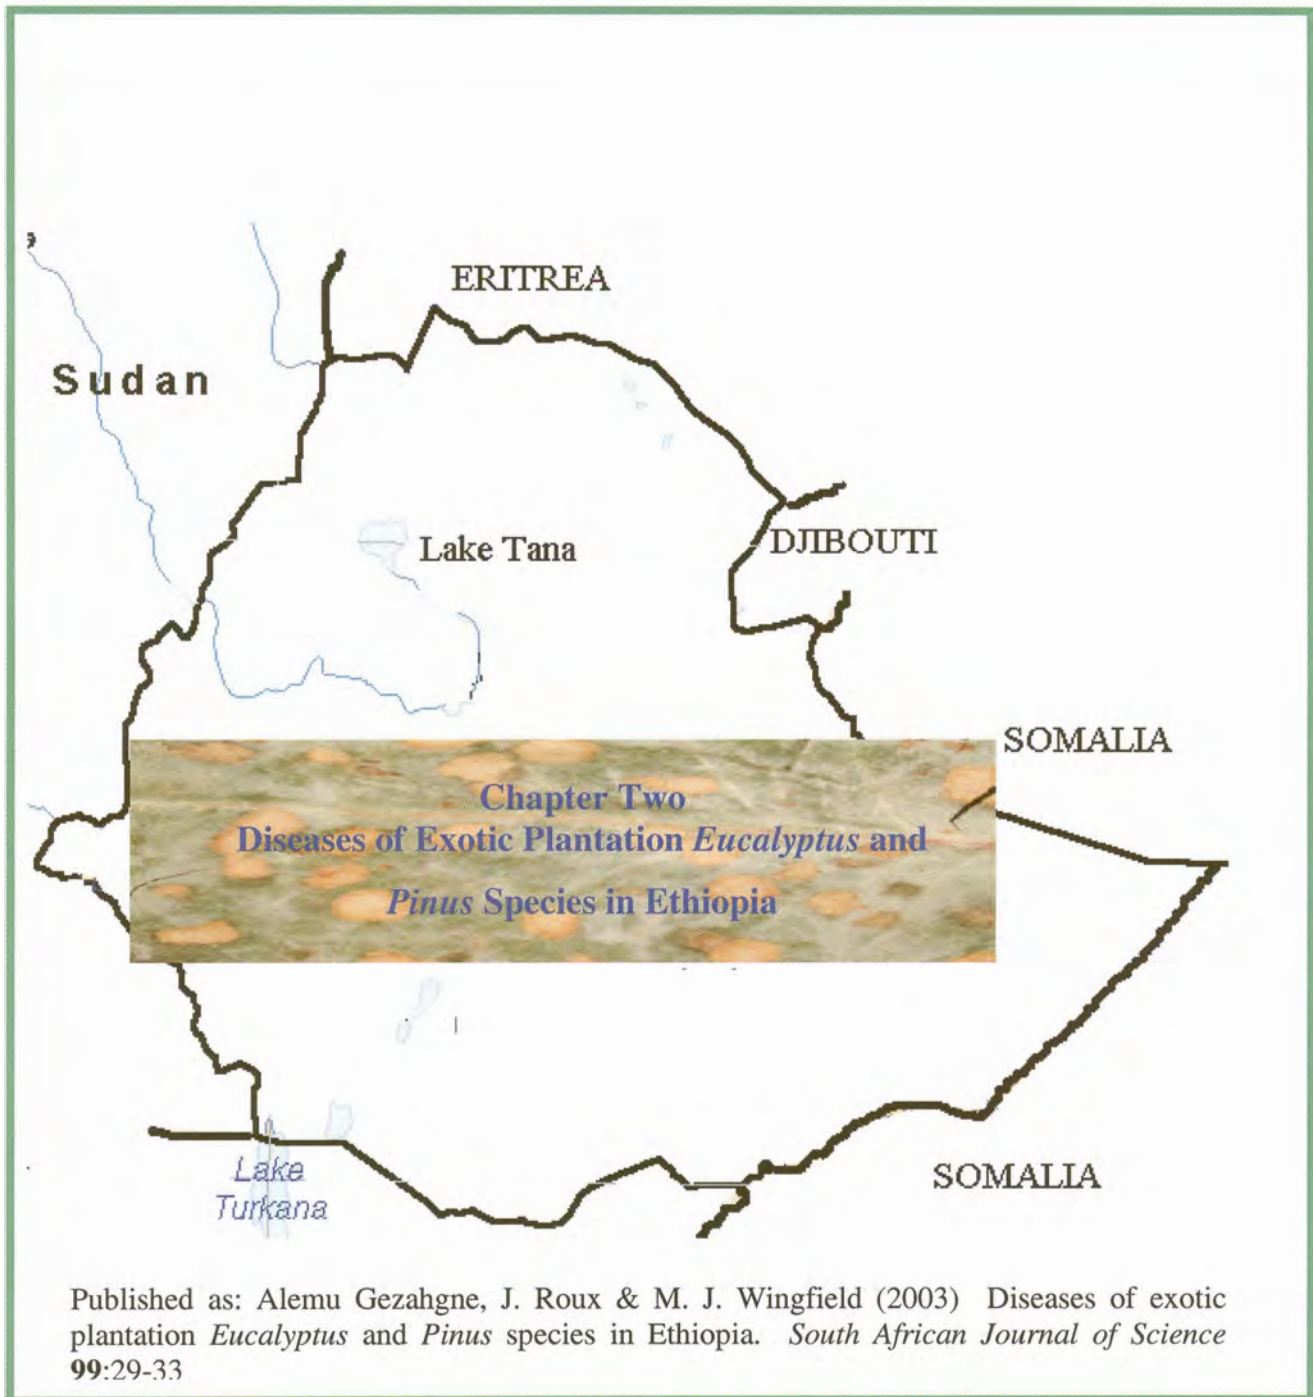 ERITREA
Sudan
Lake Tana
DJIBOUTI
SOMALIA
Chapter Two
Diseases of Exotic Plantation Eucalyptus and
Pinus Species in Ethiopia
Lake
Turkana
SOMALIA
Published as: Alemu Gezahgne, J. Roux & M. J. Wingfield (2003) Diseases of exotic
plantation Eucalyptus and Pinus species in Ethiopia. South African Journal of Science
99:29-33